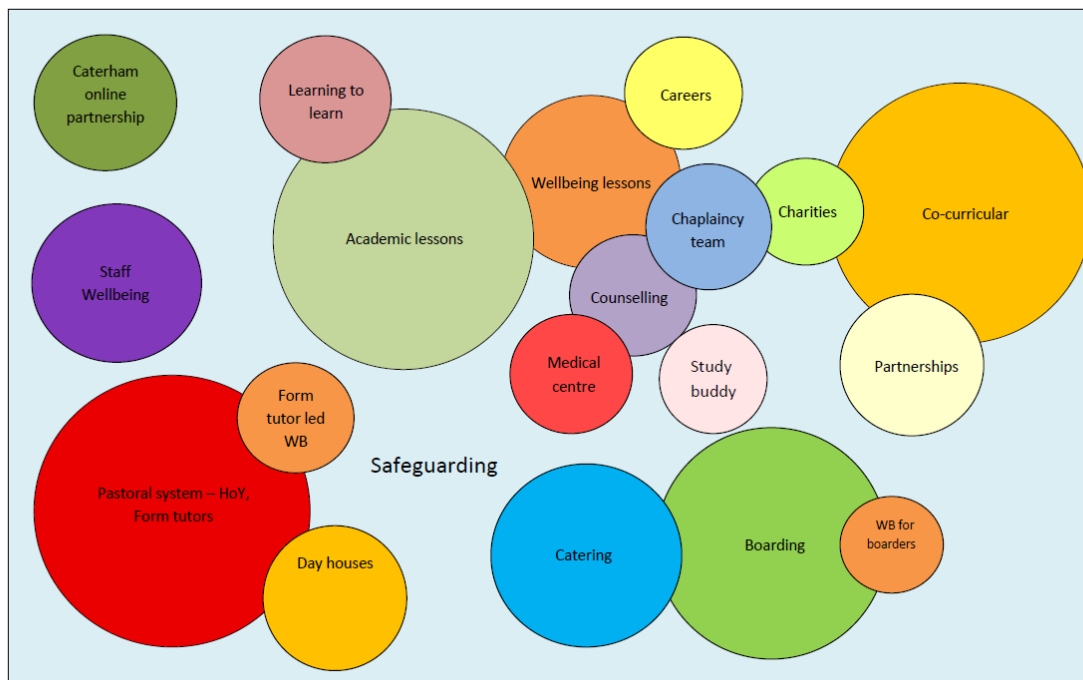 Caterham
online
partnership
Learning to
learn
Careers
Wellbeing lessons
Chaplaincy
team
Charities
Co-curricular
Academic lessons
Staff
Wellbeing
Counselling
Medical
centre
Study
buddy
Partnerships
Form
tutor led
WB
Safeguarding
Pastoral system – HoY,
Form tutors
Day houses
Catering
Boarding
WB for
boarders